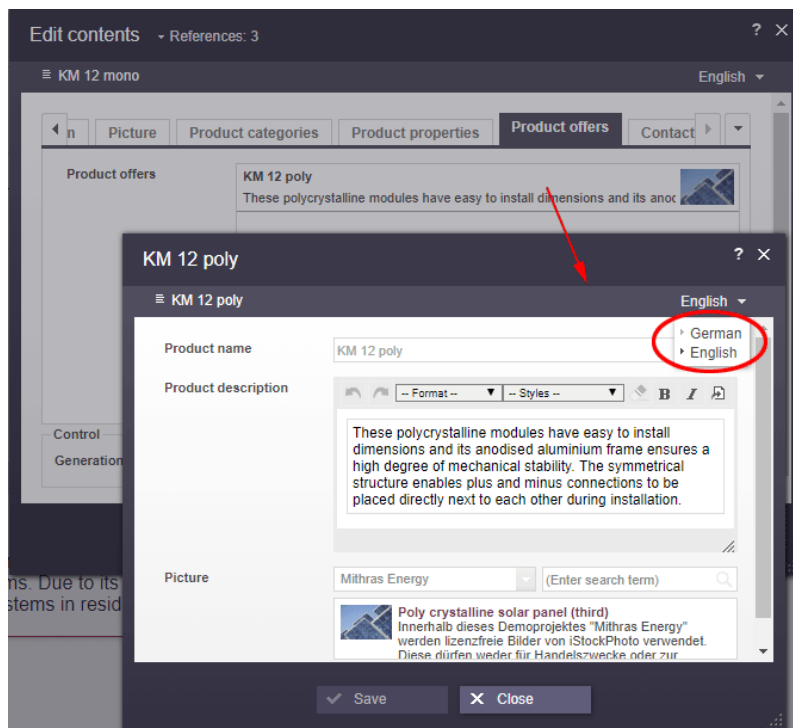 Edit contents References: 3 ?
KM 12 mono English
n Picture Product categories Product properties Product offers Contact
Product offers
KM 12 poly
These polycrystalline modules have easy to install dimensions and its anoc
KM 12 poly ?
KM 12 poly English
German
English
Product name KM 12 poly
Product description -- Format -- -- Styles -- B I
These polycrystalline modules have easy to install
dimensions and its anodised aluminium frame ensures a
high degree of mechanical stability. The symmetrical
structure enables plus and minus connections to be
placed directly next to each other during installation.
Control
Generation
Picture Mithras Energy (Enter search term)
ms. Due to its
stems in resid
Poly crystalline solar panel (third)
Innerhalb dieses Demoprojektes "Mithras Energy"
werden lizenzfreie Bilder von iStockPhoto verwendet.
Diese dürfen weder für Handelszwecke oder zur
Save Close